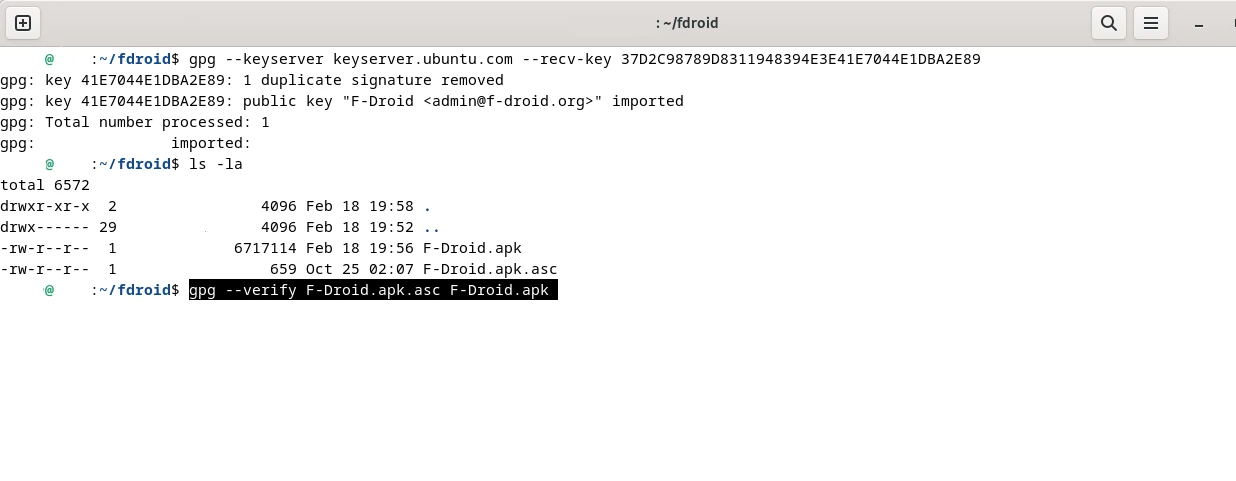 :~/fdroid
@ :~/fdroid$ gpg --keyserver keyserver.ubuntu.com --recv-key 37D2C98789D8311948394E3E41E7044E1DBA2E89
gpg: key 41E7044E1DBA2E89: 1 duplicate signature removed
gpg: key 41E7044E1DBA2E89: public key "F-Droid <admin@f-droid.org>" imported
gpg: Total number processed: 1
gpg: imported:
@ :~/fdroid$ ls -la
total 6572
drwxr-xr-x 2 4096 Feb 18 19:58 .
drwx------ 29 4096 Feb 18 19:52 ..
-rw-r--r-- 1 6717114 Feb 18 19:56 F-Droid.apk
-rw-r--r-- 1 659 Oct 25 02:07 F-Droid.apk.asc
@ :~/fdroid$ gpg --verify F-Droid.apk.asc F-Droid.apk